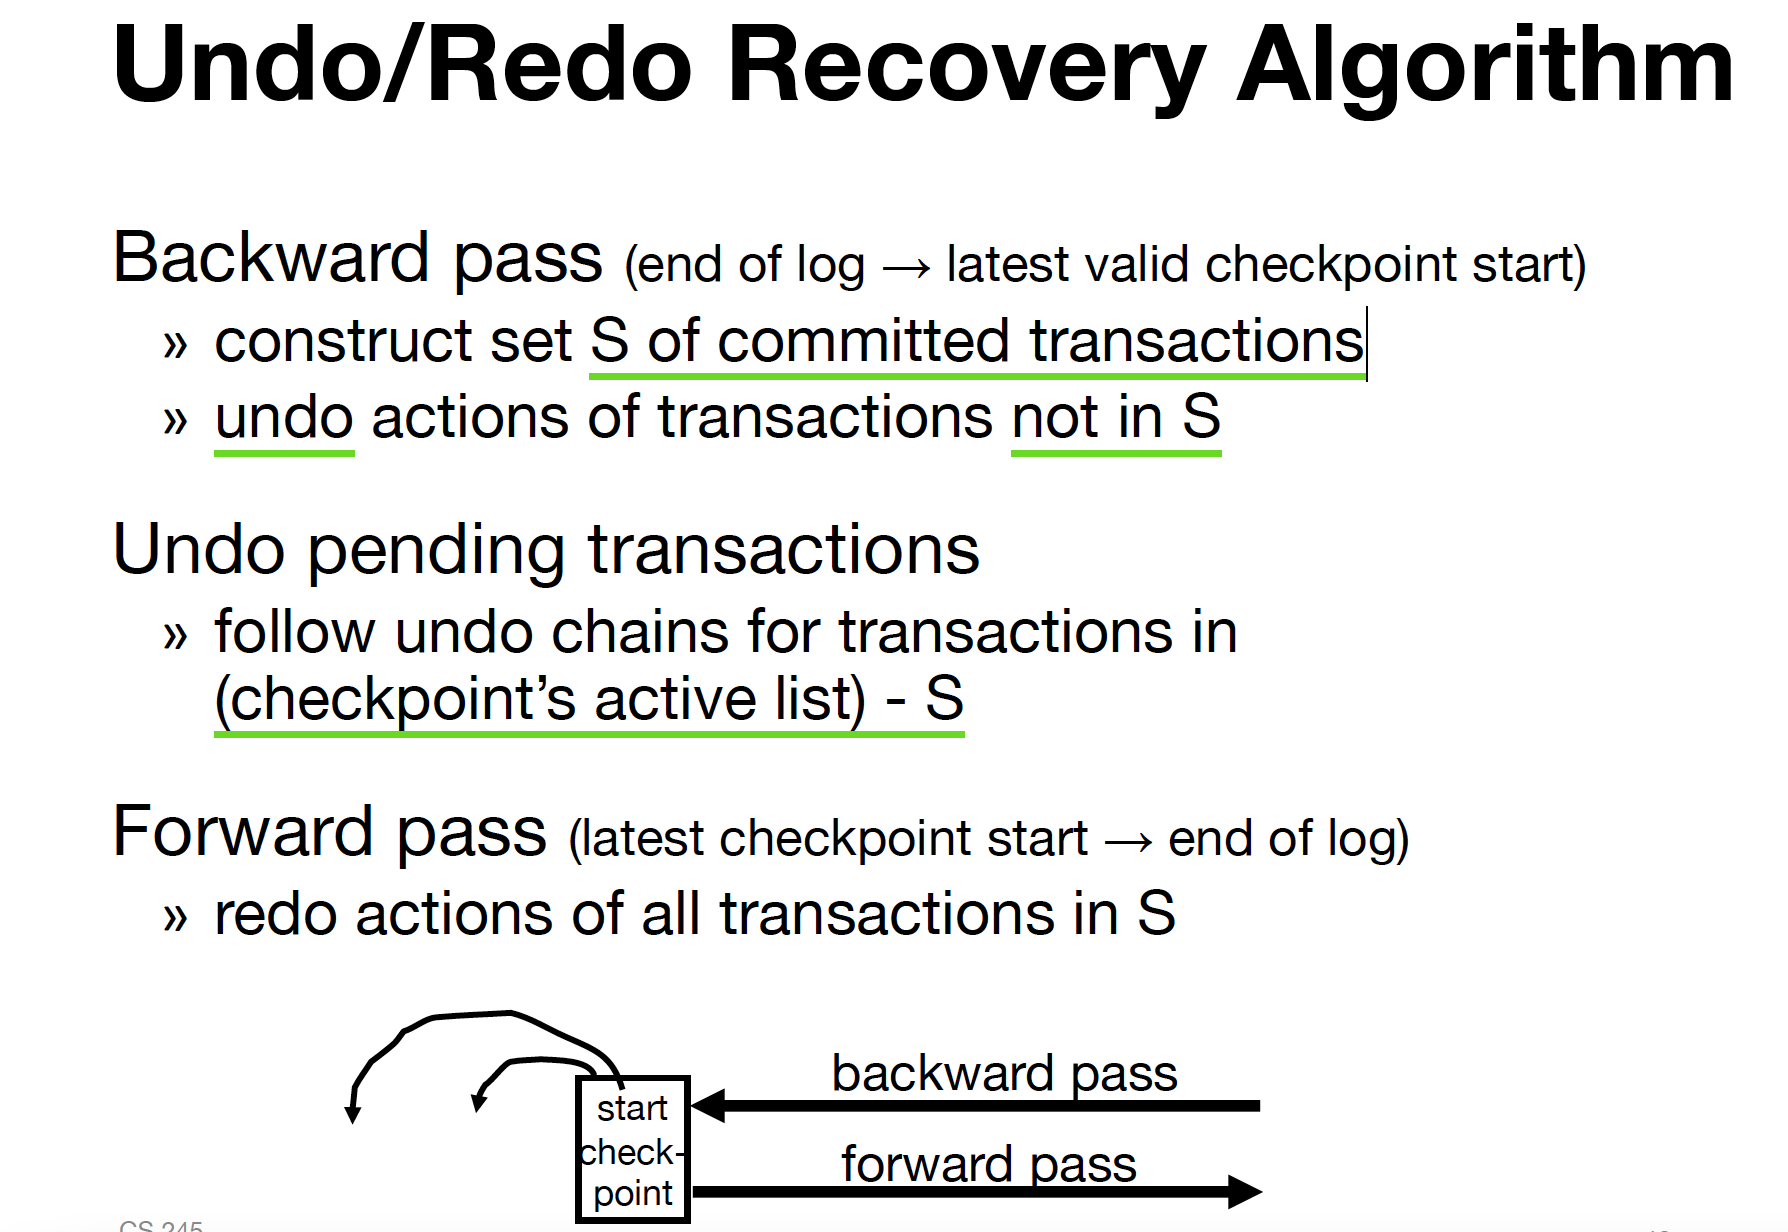 Undo/Redo Recovery Algorithm
Backward pass (end of log → latest valid checkpoint start)
» construct set S of committed transactions
» undo actions of transactions not in S
Undo pending transactions
» follow undo chains for transactions in
(checkpoint’s active list) - S
Forward pass (latest checkpoint start → end of log)
» redo actions of all transactions in S
backward pass
start
check-
point
forward pass
CS 245